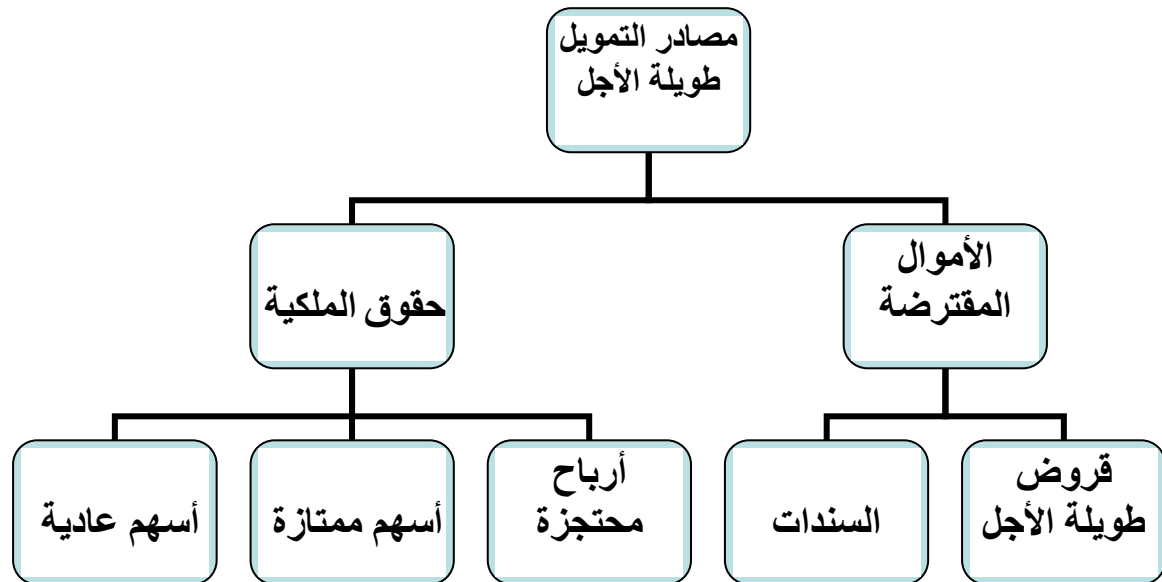 مصادر التمويل
طويلة الأجل
الأموال
المقترضة
حقوق الملكية
قروض
طويلة الأجل
السندات
أرباح
محتجزة
أسهم ممتازة
أسهم عادية